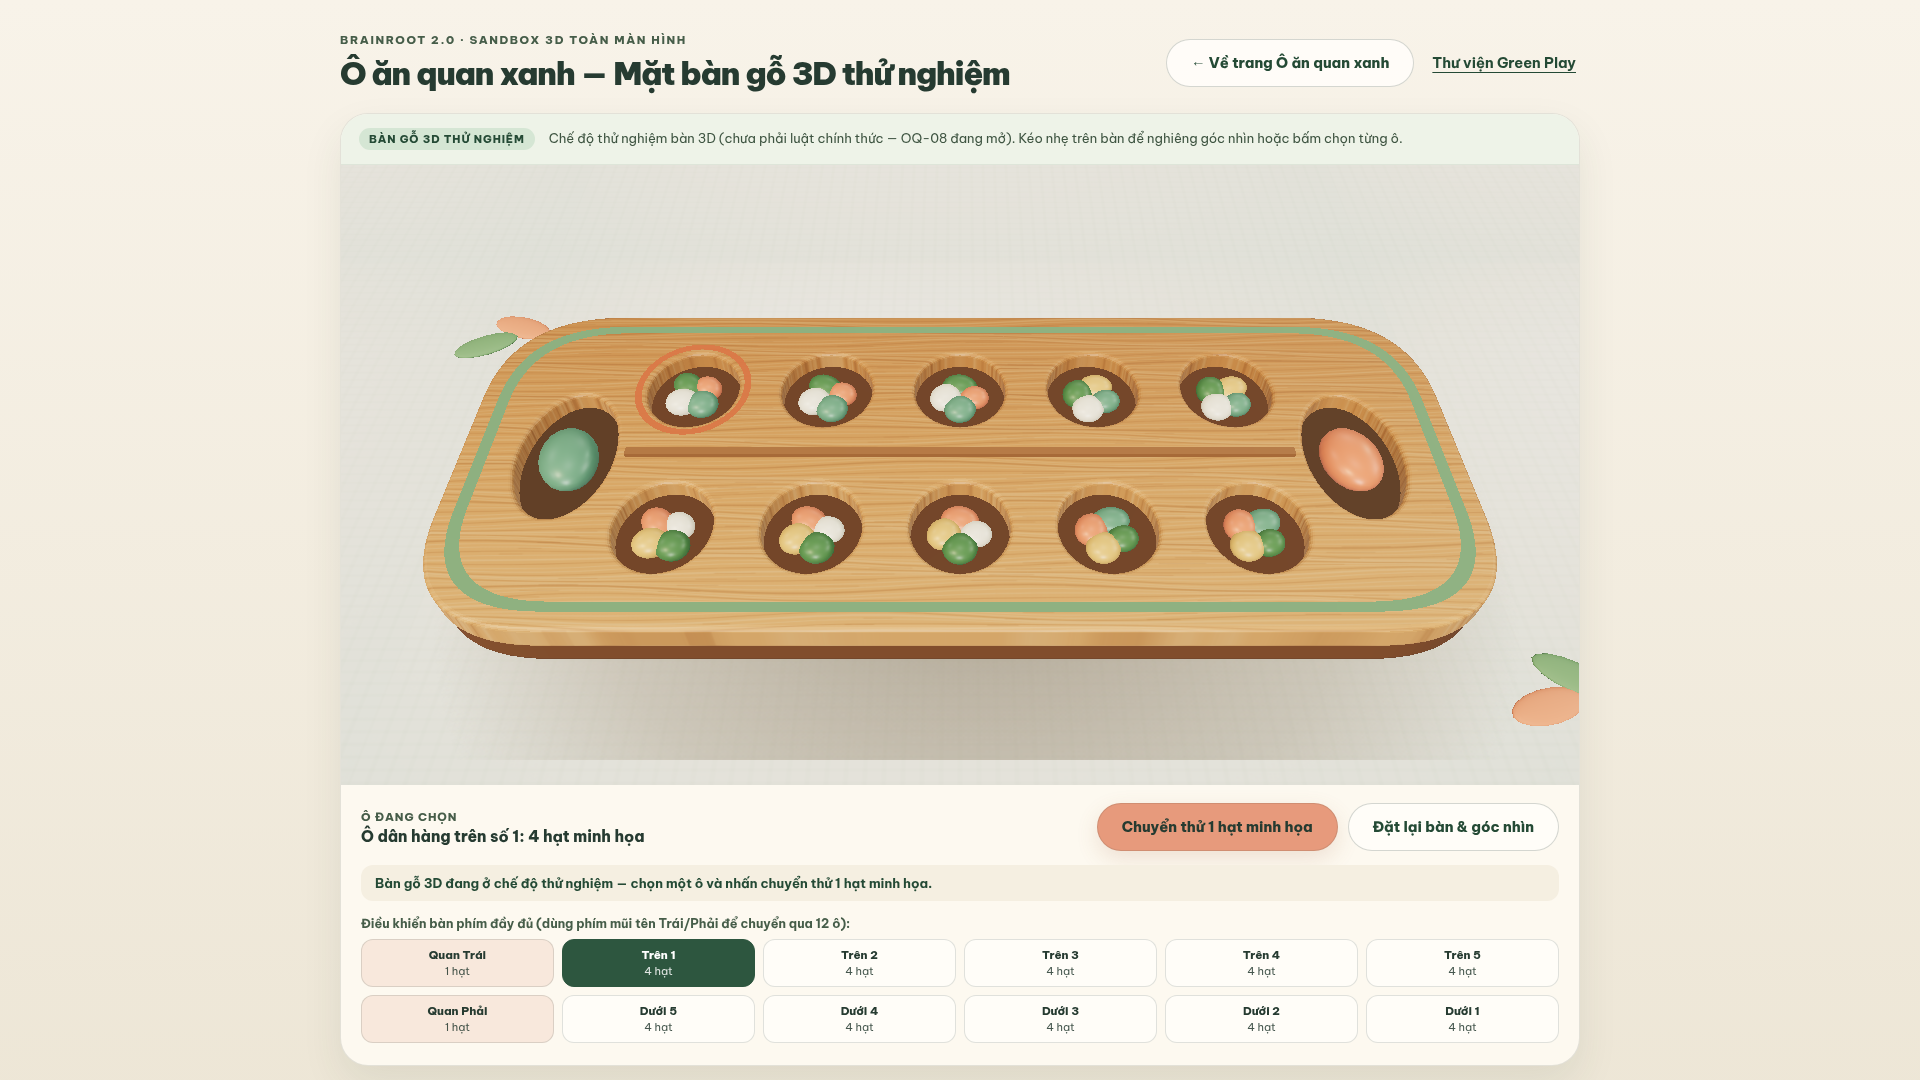 BRAINROOT 2.0 · SANDBOX 3D TOÀN MÀN HÌNH
Ô ăn quan xanh — Mặt bàn gỗ 3D thử nghiệm
← Về trang Ô ăn quan xanh
Thư viện Green Play
BÀN GỖ 3D THỬ NGHIỆM
Chế độ thử nghiệm bàn 3D (chưa phải luật chính thức — OQ-08 đang mở). Kéo nhẹ trên bàn để nghiêng góc nhìn hoặc bấm chọn từng ô.
Ô ĐANG CHỌN
Ô dân hàng trên số 1: 4 hạt minh họa
Chuyển thử 1 hạt minh họa
Đặt lại bàn & góc nhìn
Bàn gỗ 3D đang ở chế độ thử nghiệm — chọn một ô và nhấn chuyển thử 1 hạt minh họa.
Điều khiển bàn phím đầy đủ (dùng phím mũi tên Trái/Phải để chuyển qua 12 ô):
Quan Trái
1 hạt
Trên 1
4 hạt
Trên 2
4 hạt
Trên 3
4 hạt
Trên 4
4 hạt
Trên 5
4 hạt
Quan Phải
1 hạt
Dưới 5
4 hạt
Dưới 4
4 hạt
Dưới 3
4 hạt
Dưới 2
4 hạt
Dưới 1
4 hạt